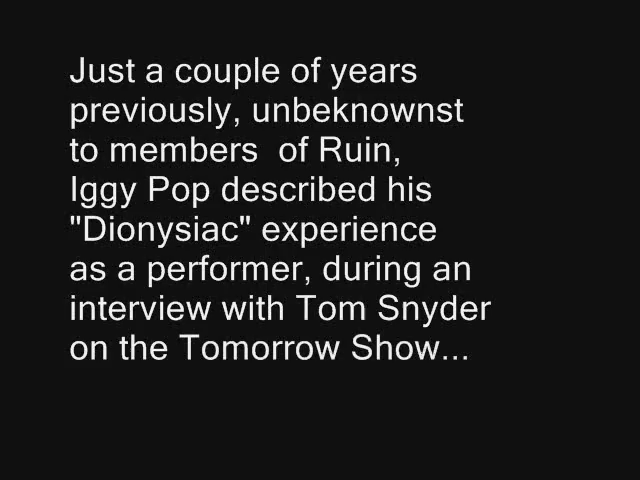 Just a couple of years
previously, unbeknownst
to members  of Ruin,
Iggy Pop described his
"Dionysiac" experience
as a performer, during an
interview with Tom Snyder
on the Tomorrow Show...